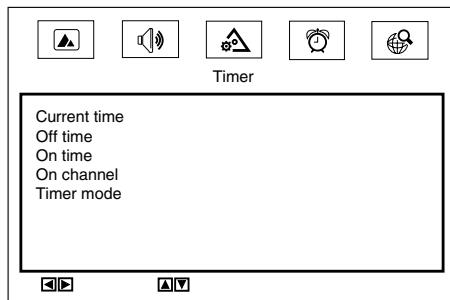 Timer
Current time
Off time
On time
On channel
Timer mode